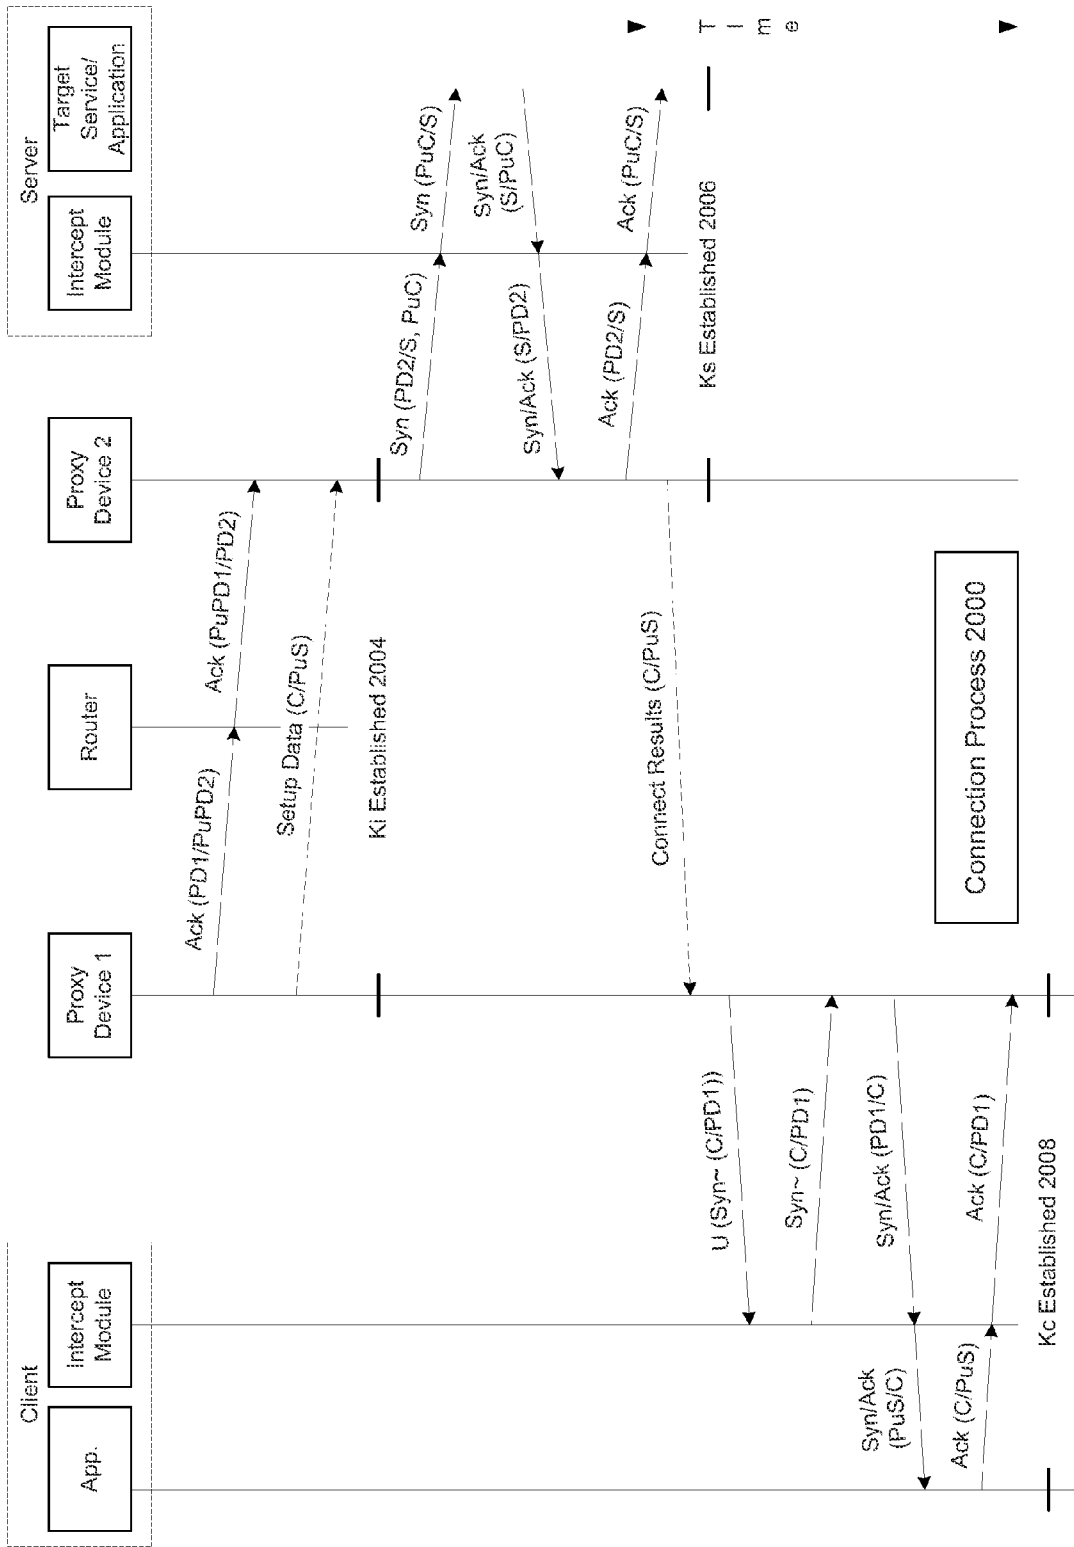 Client
Server
App.
Intercept
Module
Proxy
Device 1
Router
Proxy
Device 2
Intercept
Module
Target
Service/
Application
Ack (PD1/PuPD2)
Ack (PuPD1/PD2)
Setup Data (C/PuS)
Ki Established 2004
Syn (PD2/S, PuC)
Syn (PuC/S)
Syn/Ack
(S/PuC)
Syn/Ack (S/PD2)
Ack (PD2/S)
Ack (PuC/S)
Connect Results (C/PuS)
Ks Established 2006
Time
U (Syn~ (C/PD1))
Syn~ (C/PD1)
Syn/Ack (PD1/C)
Syn/Ack
(PuS/C)
Ack (C/PuS)
Ack (C/PD1)
Kc Established 2008
Connection Process 2000